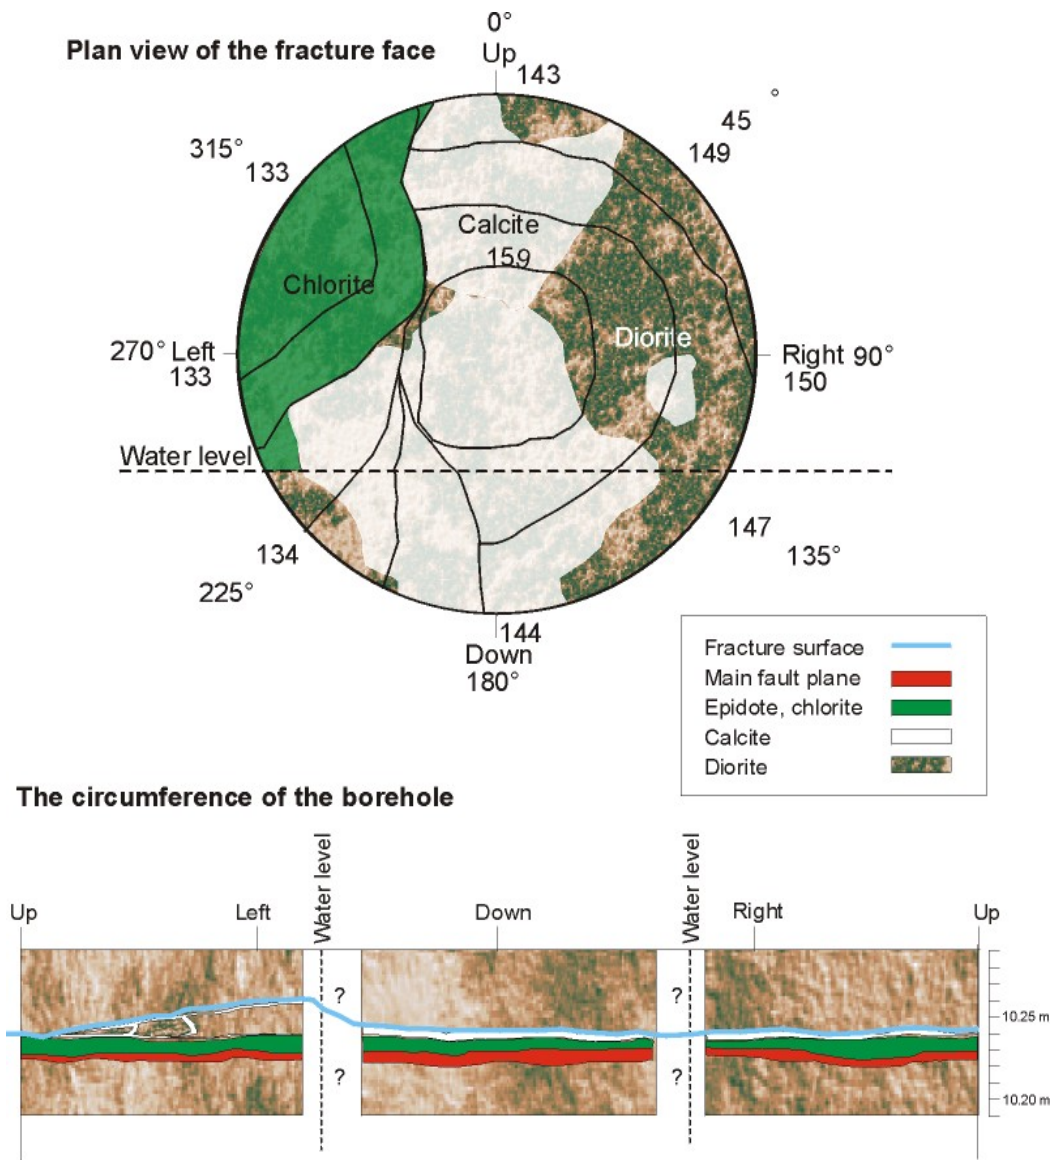 Plan view of the fracture face
0°
Up
143
°
45
149
315°
133
Calcite
159
Chlorite
Diorite
270° Left
133
Right 90°
150
Water level
147
135°
134
225°
144
Down
180°
Fracture surface
Main fault plane
Epidote, chlorite
Calcite
Diorite
The circumference of the borehole
Up
Left
Water level
Down
Water level
Right
Up
?
?
10.25 m
?
?
10.20 m